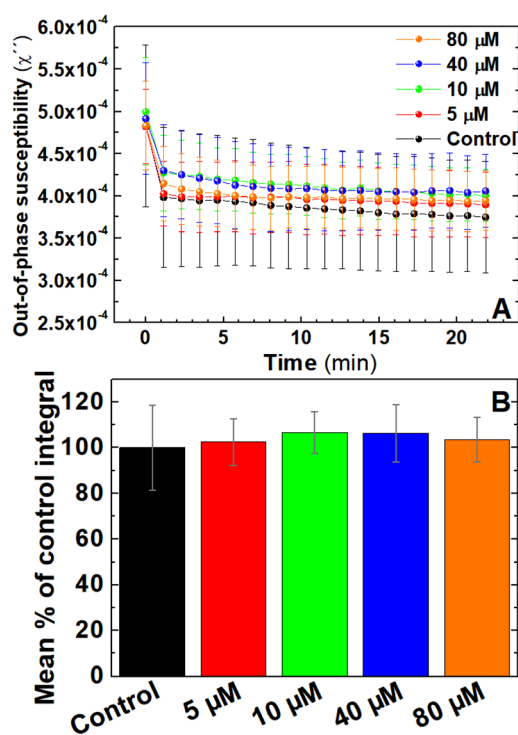 Out-of-phase susceptibility (χ´´)
6.0x10⁻⁴
5.5x10⁻⁴
5.0x10⁻⁴
4.5x10⁻⁴
4.0x10⁻⁴
3.5x10⁻⁴
3.0x10⁻⁴
2.5x10⁻⁴
80 µM
40 µM
10 µM
5 µM
Control
A
0 5 10 15 20
Time (min)
B
Mean % of control integral
120
100
80
60
40
20
0
Control 5 µM 10 µM 40 µM 80 µM